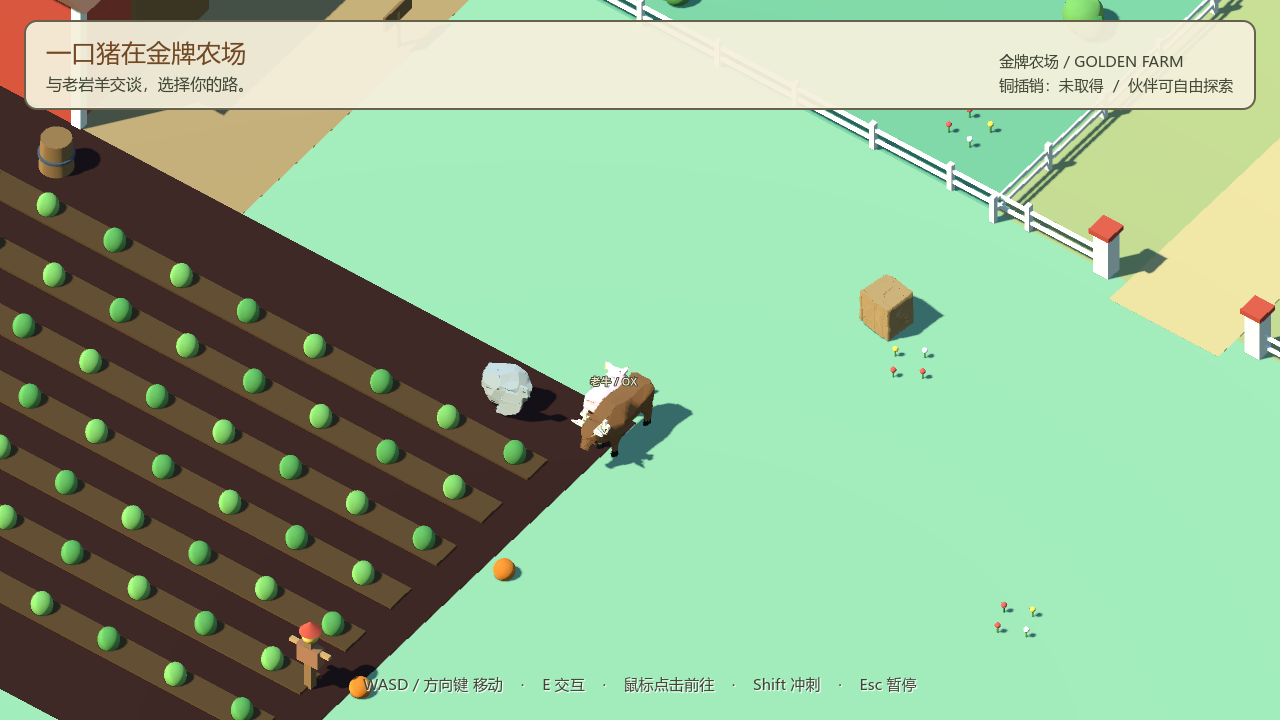 一口猪在金牌农场
与老岩羊交谈，选择你的路。
金牌农场 / GOLDEN FARM
铜插销：未取得 / 伙伴可自由探索
老牛 / OX
WASD / 方向键 移动 · E 交互 · 鼠标点击前往 · Shift 冲刺 · Esc 暂停